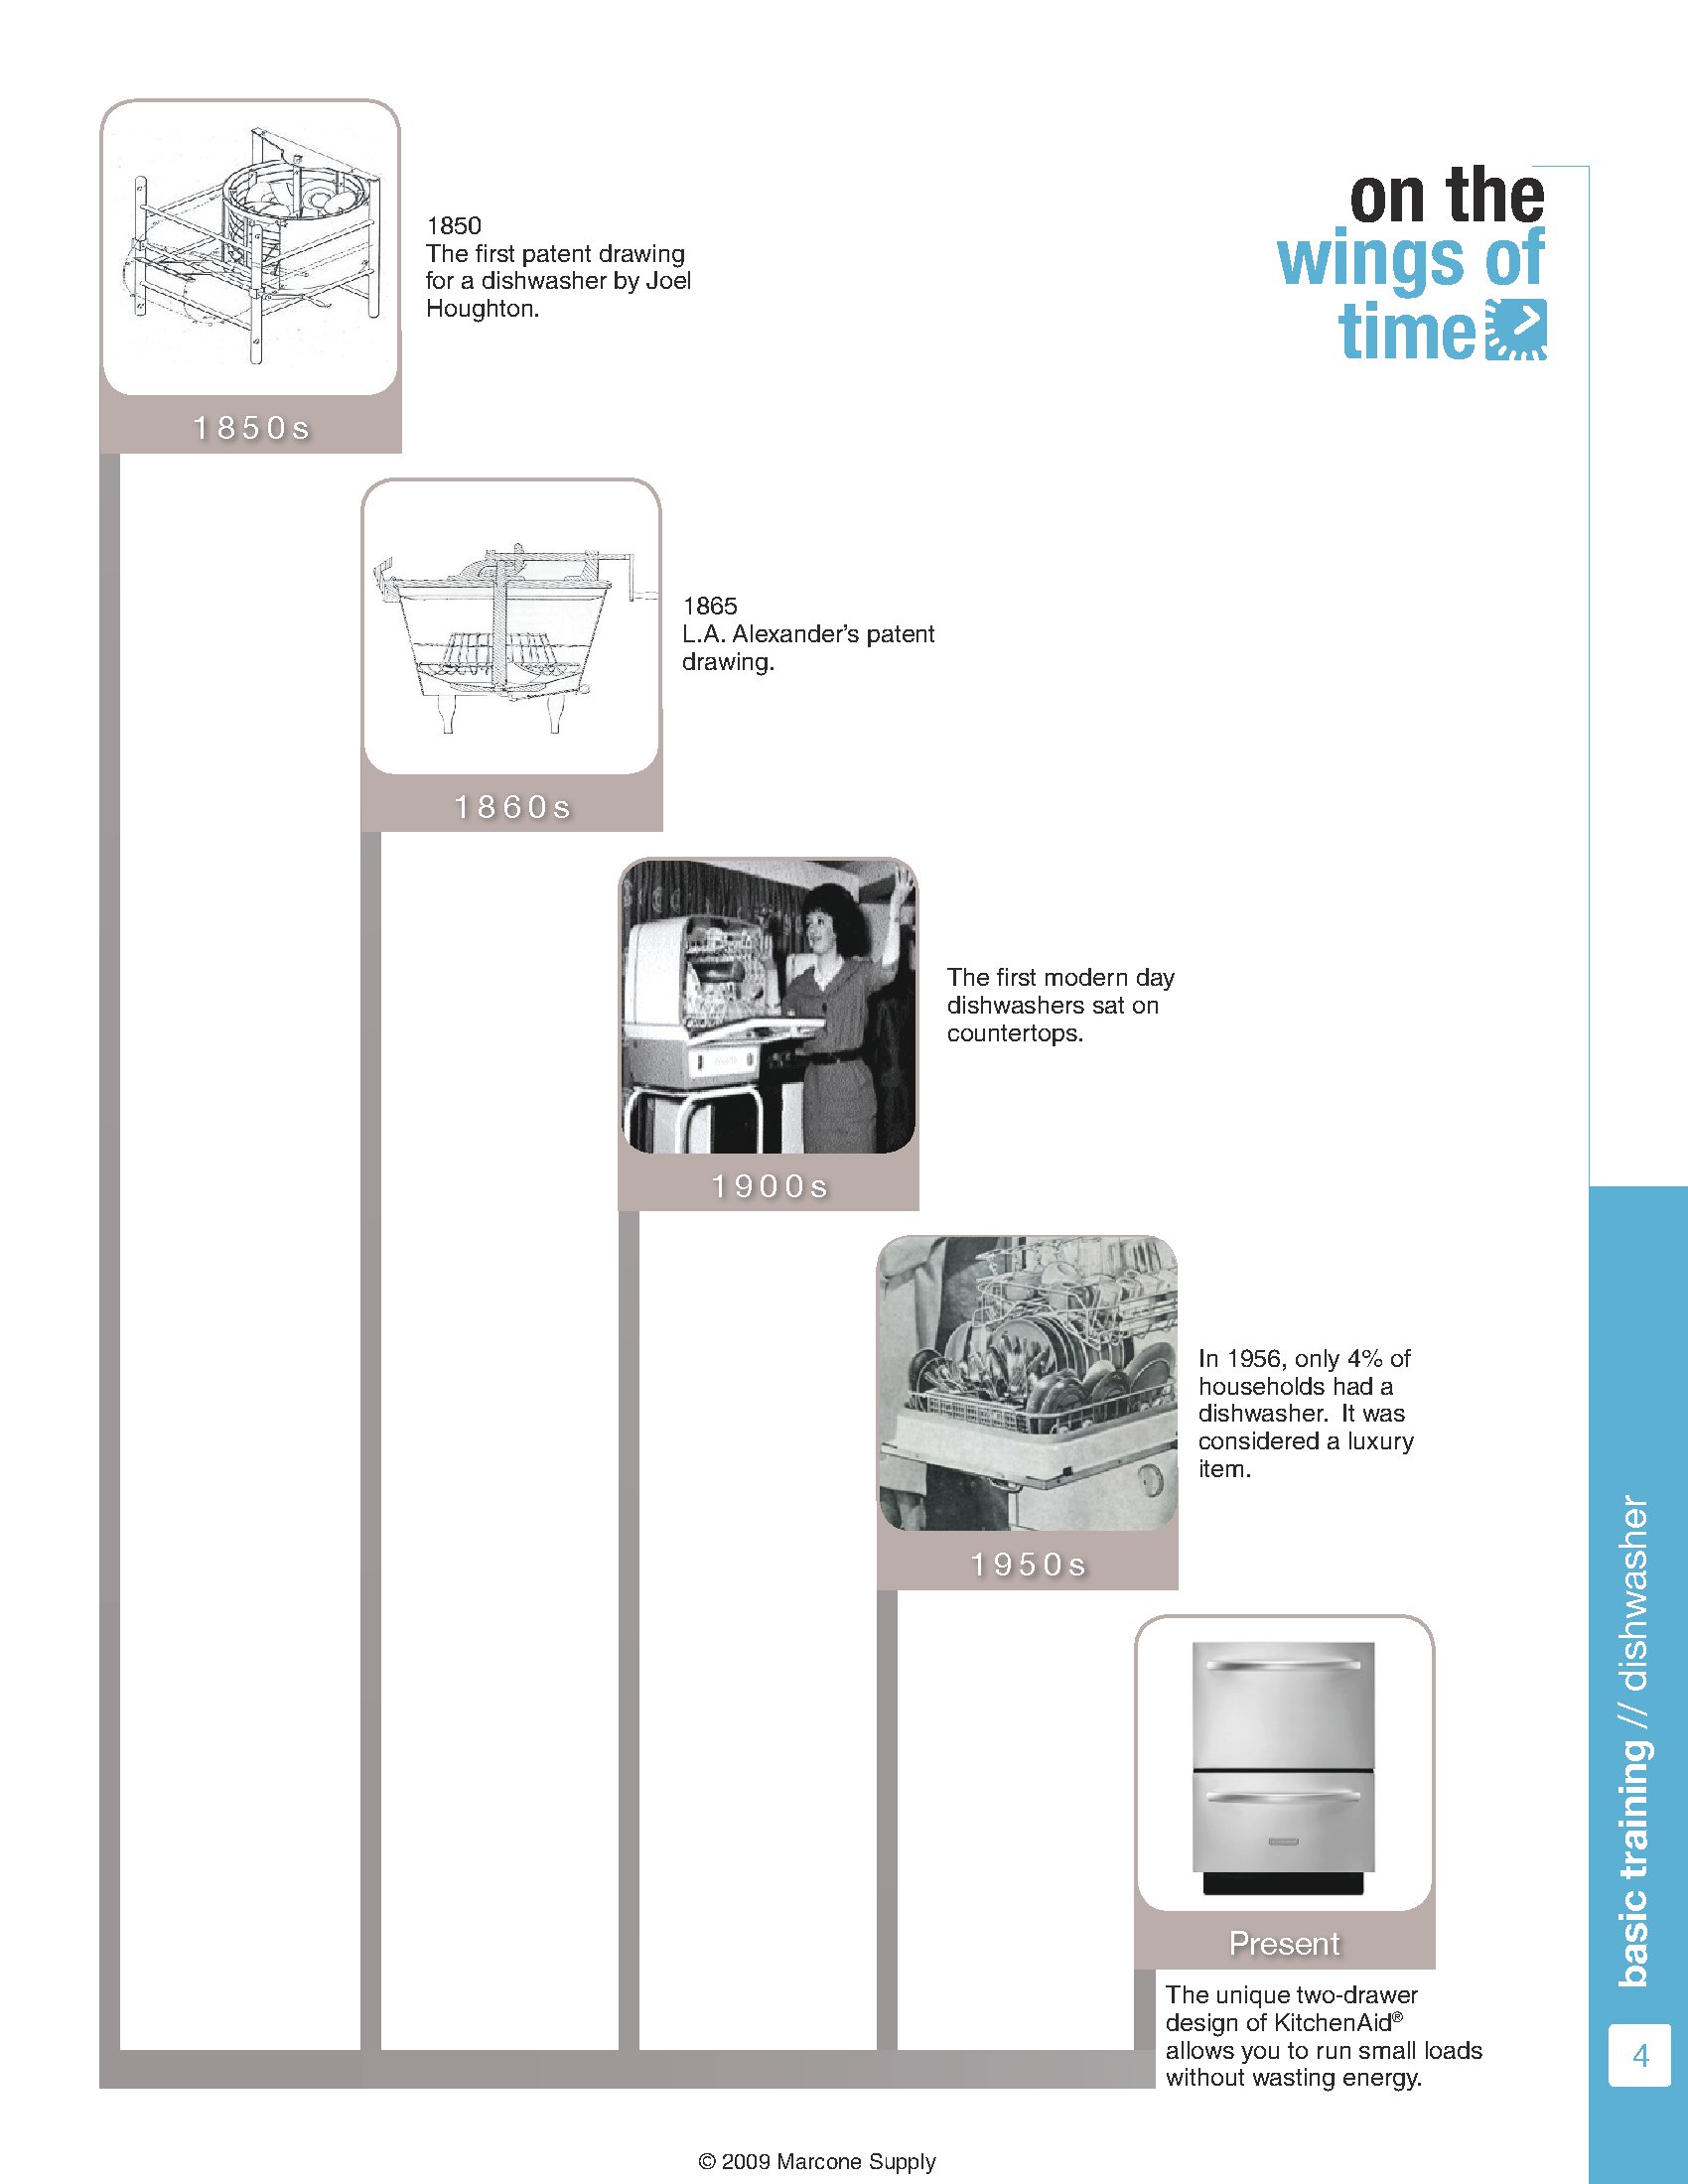 on the
wings of
time
1850
The first patent drawing
for a dishwasher by Joel
Houghton.
1850s
1865
L.A. Alexander’s patent
drawing.
1860s
The first modern day
dishwashers sat on
countertops.
1900s
In 1956, only 4% of
households had a
dishwasher.  It was
considered a luxury
item.
1950s
Present
The unique two-drawer
design of KitchenAid®
allows you to run small loads
without wasting energy.
basic training // dishwasher
4
© 2009 Marcone Supply